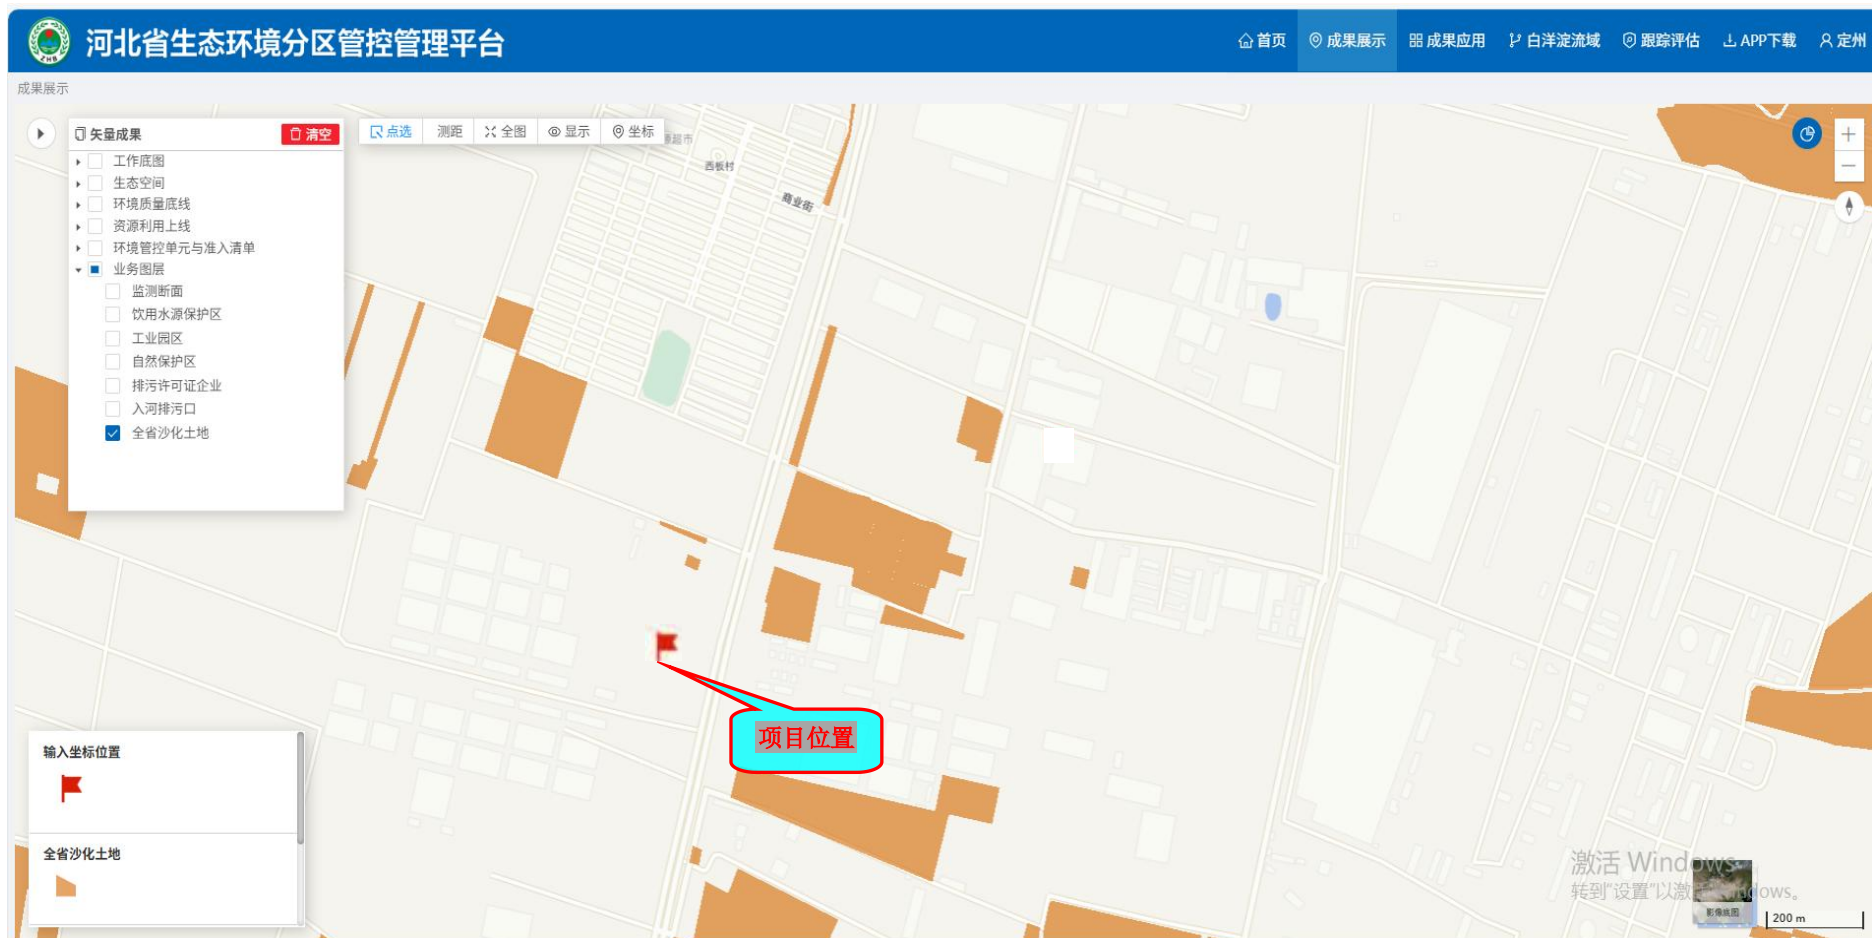 河北省生态环境分区管控管理平台
首页 成果展示 成果应用 白洋淀流域 跟踪评估 APP下载 定州
成果展示
矢量成果 清空
点选 测距 全图 显示 坐标
工作底图
生态空间
环境质量底线
资源利用上线
环境管控单元与准入清单
业务图层
监测断面
饮用水源保护区
工业园区
自然保护区
排污许可证企业
入河排污口
全省沙化土地
超市
西板村
商业街
项目位置
输入坐标位置
全省沙化土地
激活 Windows
转到"设置"以激活 Windows。
影像底图
200 m